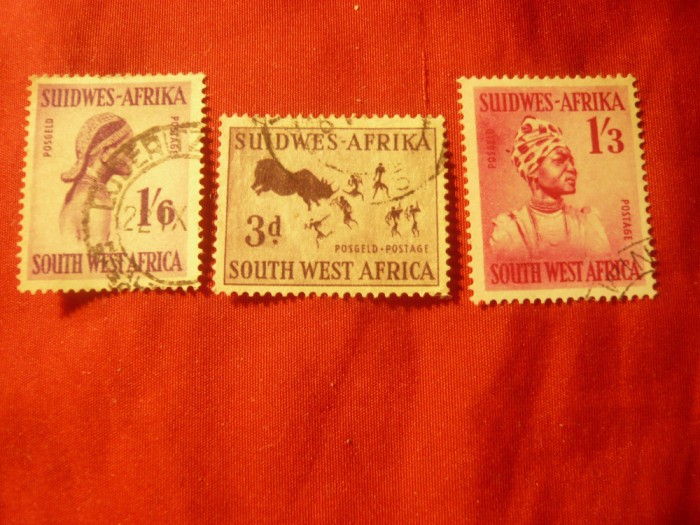 SUIDWES-AFRIKA
POSGELD
POSTAGE
1/6
SOUTH WEST AFRICA
SUIDWES-AFRIKA
3d
POSGELD·POSTAGE
SOUTH WEST AFRICA
SUIDWES-AFRIKA
POSGELD
1/3
POSTAGE
SOUTH WEST AFRICA